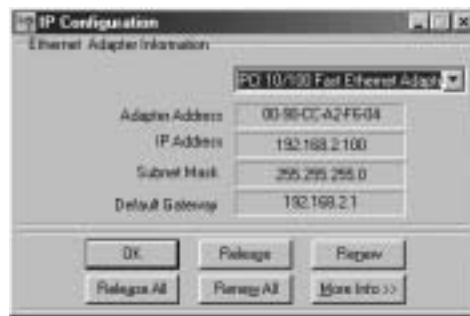 IP Configuration
Ethernet Adapter Information
PCI 10/100 Fast Ethernet Adapt
Adapter Address 00-90-CC-A2-F6-04
IP Address 192.168.2.100
Subnet Mask 255.255.255.0
Default Gateway 192.168.2.1
OK Release Renew
Release All Renew All More Info >>